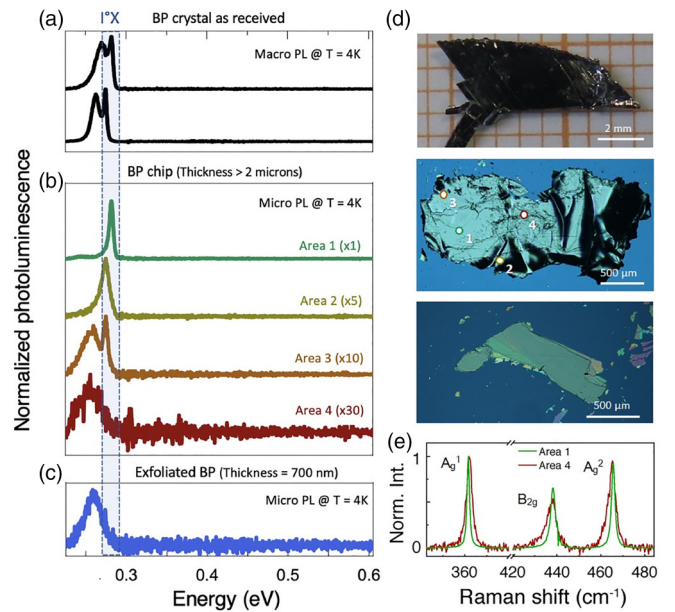 (a)
I°X
BP crystal as received
Macro PL @ T = 4K
BP chip (Thickness > 2 microns)
(b)
Micro PL @ T = 4K
Area 1 (x1)
Area 2 (x5)
Area 3 (x10)
Area 4 (x30)
(c)
Exfoliated BP (Thickness = 700 nm)
Micro PL @ T = 4K
Normalized photoluminescence
0.3
0.4
0.5
0.6
Energy (eV)
(d)
2 mm
3
4
1
2
500 µm
500 µm
(e)
Ag1
B2g
Ag2
Area 1
Area 4
1
0
Norm. Int.
360
420
440
460
480
Raman shift (cm-1)